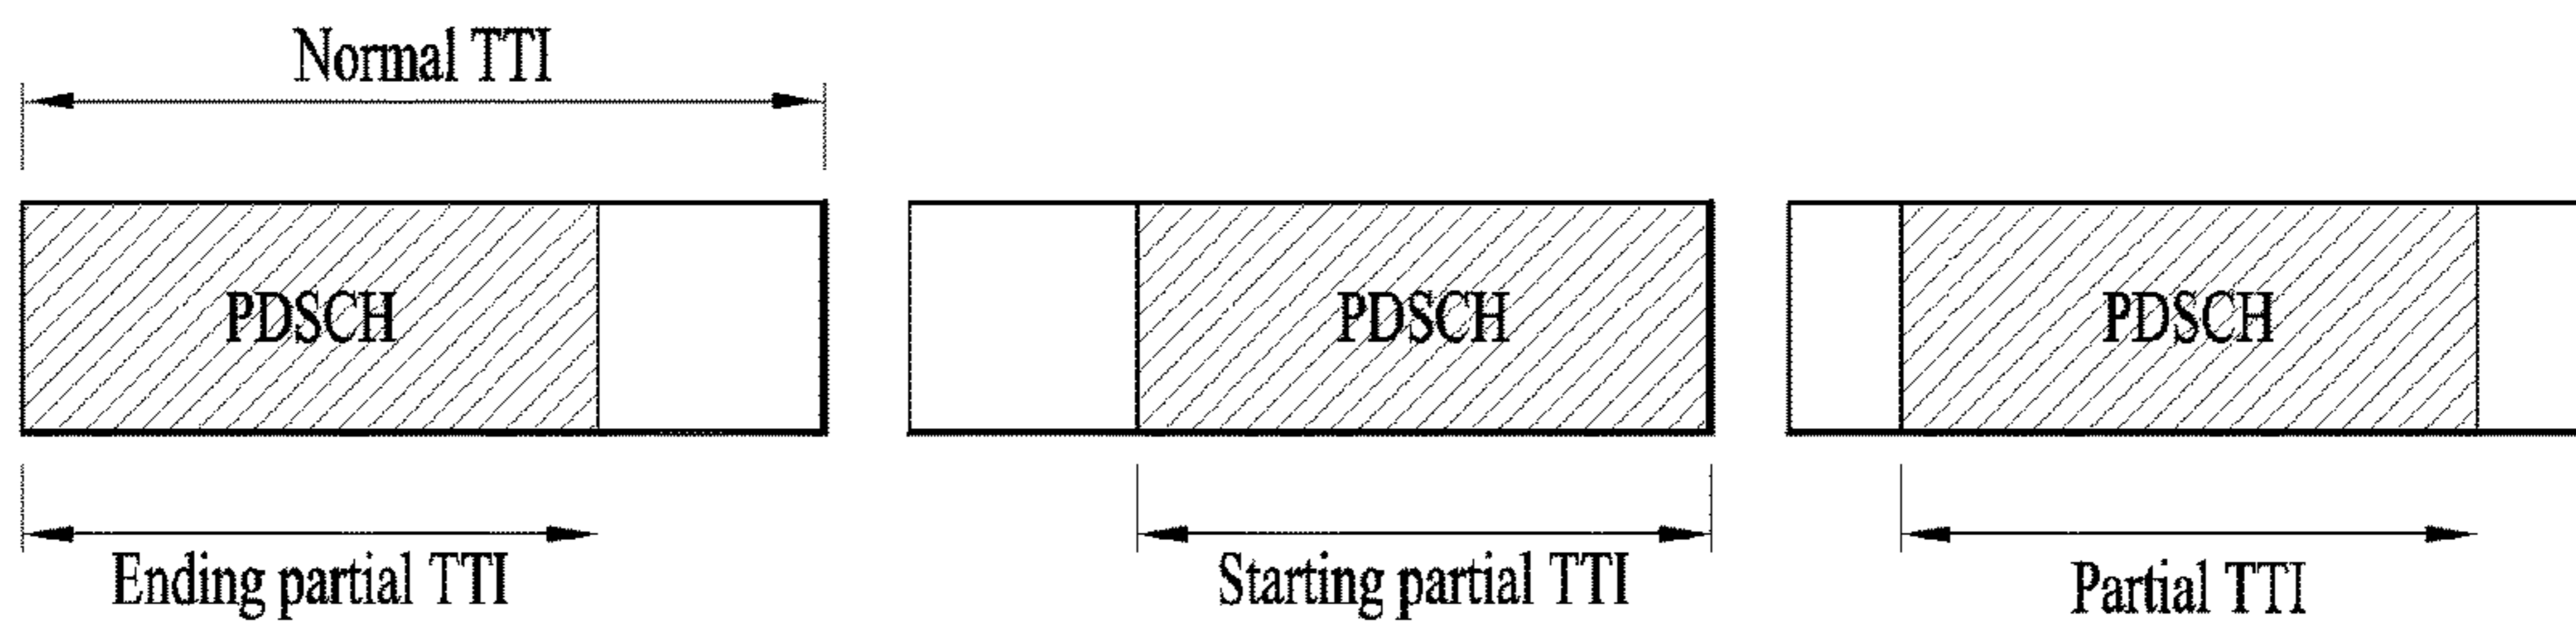 Normal TTI
PDSCH
PDSCH
PDSCH
Ending partial TTI
Starting partial TTI
Partial TTI